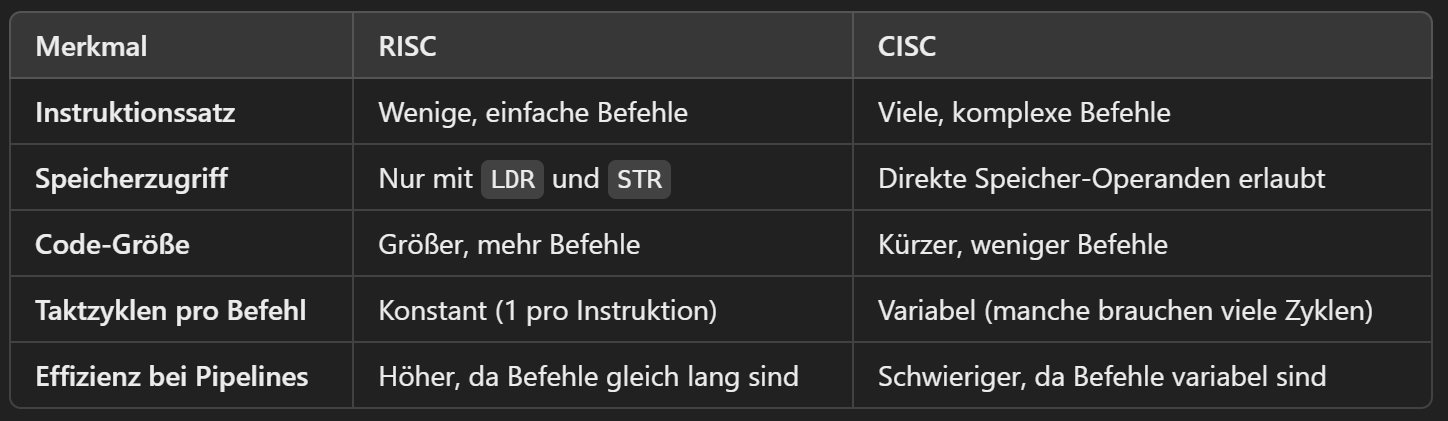 Merkmal RISC CISC
Instruktionssatz Wenige, einfache Befehle Viele, komplexe Befehle
Speicherzugriff Nur mit LDR und STR Direkte Speicher-Operanden erlaubt
Code-Größe Größer, mehr Befehle Kürzer, weniger Befehle
Taktzyklen pro Befehl Konstant (1 pro Instruktion) Variabel (manche brauchen viele Zyklen)
Effizienz bei Pipelines Höher, da Befehle gleich lang sind Schwieriger, da Befehle variabel sind